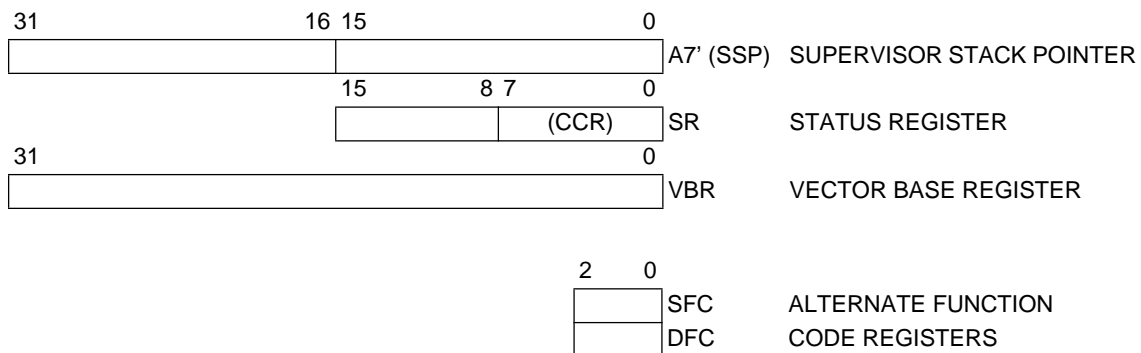 31 16 15 0
A7' (SSP) SUPERVISOR STACK POINTER
15 8 7 0
(CCR) SR STATUS REGISTER
31 0
VBR VECTOR BASE REGISTER
2 0
SFC ALTERNATE FUNCTION
DFC CODE REGISTERS